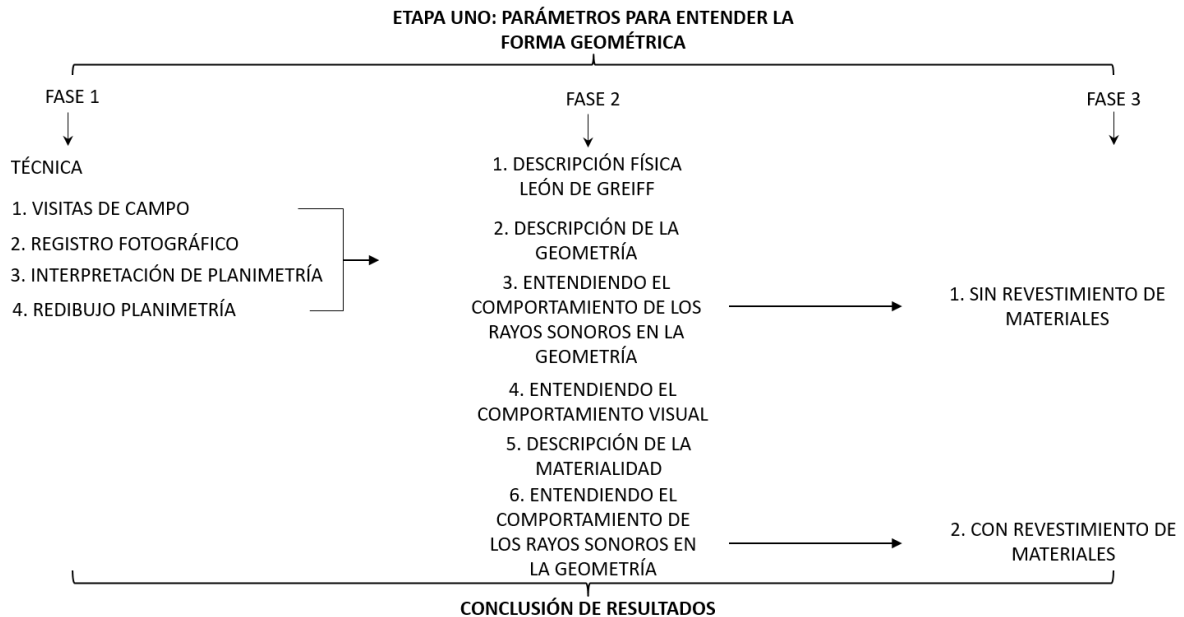 ETAPA UNO: PARÁMETROS PARA ENTENDER LA
FORMA GEOMÉTRICA
FASE 1
TÉCNICA
1. VISITAS DE CAMPO
2. REGISTRO FOTOGRÁFICO
3. INTERPRETACIÓN DE PLANIMETRÍA
4. REDIBUJO PLANIMETRÍA
FASE 2
1. DESCRIPCIÓN FÍSICA
LEÓN DE GREIFF
2. DESCRIPCIÓN DE LA
GEOMETRÍA
3. ENTENDIENDO EL
COMPORTAMIENTO DE LOS
RAYOS SONOROS EN LA
GEOMETRÍA
4. ENTENDIENDO EL
COMPORTAMIENTO VISUAL
5. DESCRIPCIÓN DE LA
MATERIALIDAD
6. ENTENDIENDO EL
COMPORTAMIENTO DE
LOS RAYOS SONOROS EN
LA GEOMETRÍA
FASE 3
1. SIN REVESTIMIENTO DE
MATERIALES
2. CON REVESTIMIENTO DE
MATERIALES
CONCLUSIÓN DE RESULTADOS